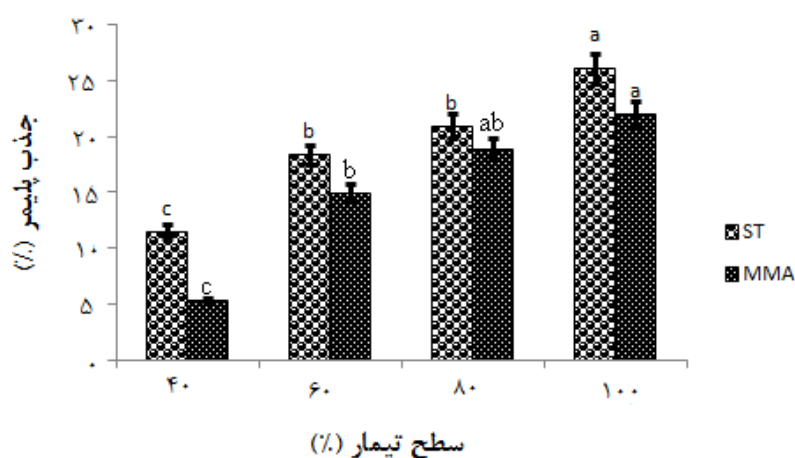 جذب پلیمر (٪)
۳۰
۲۵
۲۰
۱۵
۱۰
۵
۰
c
c
b
b
b
ab
a
a
ST
MMA
۴۰ ۶۰ ۸۰ ۱۰۰
سطح تیمار (٪)